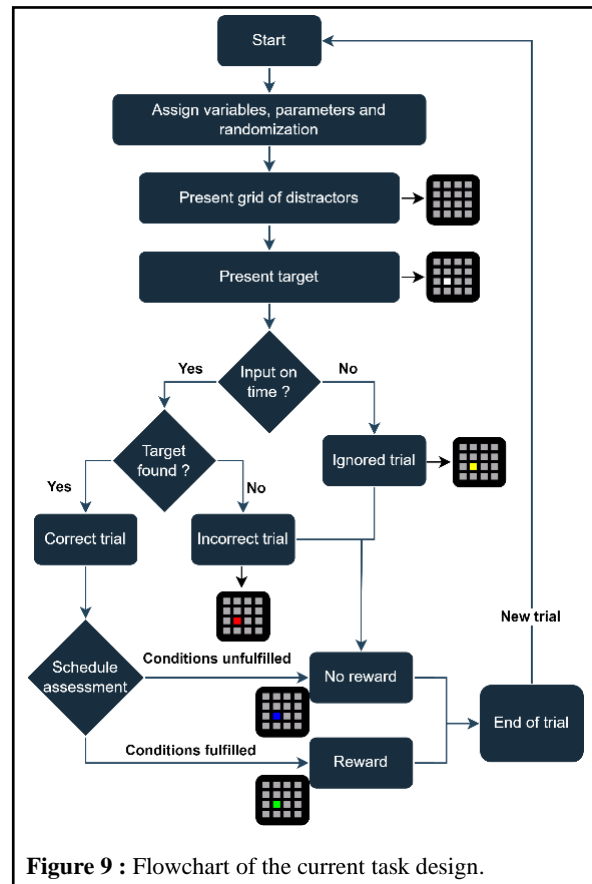 Start
Assign variables, parameters and
randomization
Present grid of distractors
Present target
Input on
time ?
Yes
No
Target
found ?
Ignored trial
Yes
No
Correct trial
Incorrect trial
New trial
Schedule
assessment
Conditions unfulfilled
No reward
End of trial
Conditions fulfilled
Reward
Figure 9 : Flowchart of the current task design.